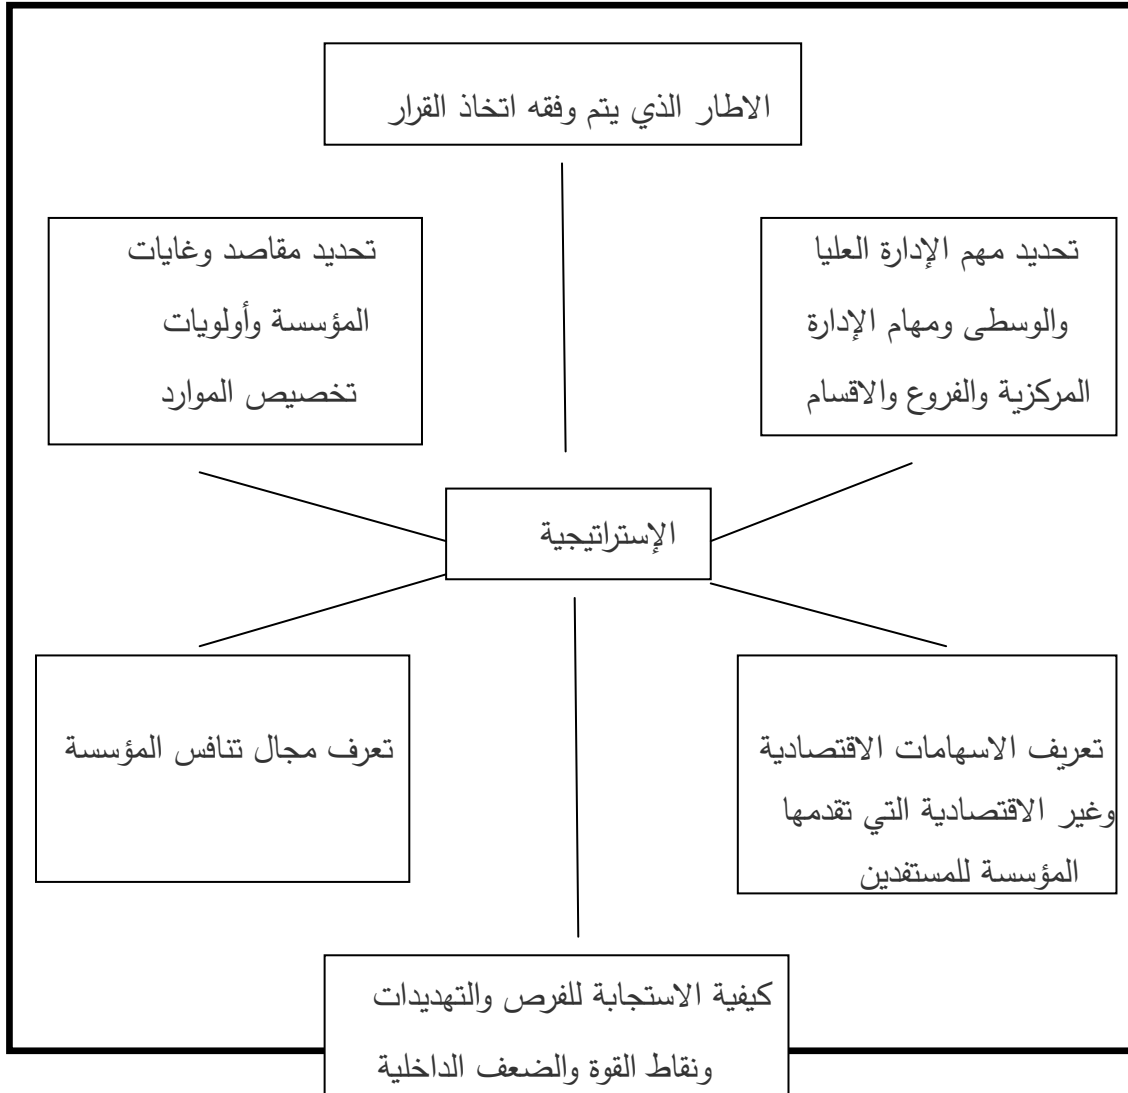 الاطار الذي يتم وفقه اتخاذ القرار
تحديد مهم الإدارة العليا
والوسطى ومهام الإدارة
المركزية والفروع والاقسام
تحديد مقاصد وغايات
المؤسسة وأولويات
تخصيص الموارد
الإستراتيجية
تعريف الاسهامات الاقتصادية
وغير الاقتصادية التي تقدمها
المؤسسة للمستفدين
تعرف مجال تنافس المؤسسة
كيفية الاستجابة للفرص والتهديدات
ونقاط القوة والضعف الداخلية